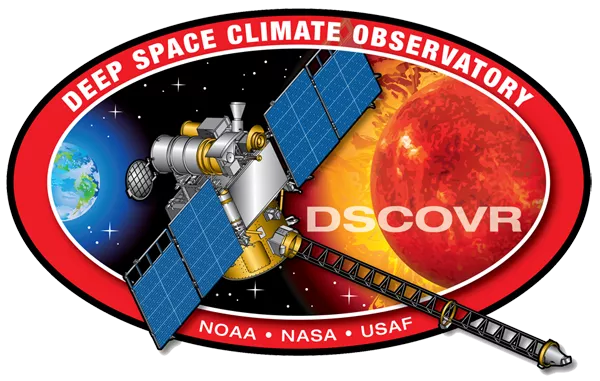 DEEP SPACE CLIMATE OBSERVATORY
DSCOVR
NOAA • NASA • USAF